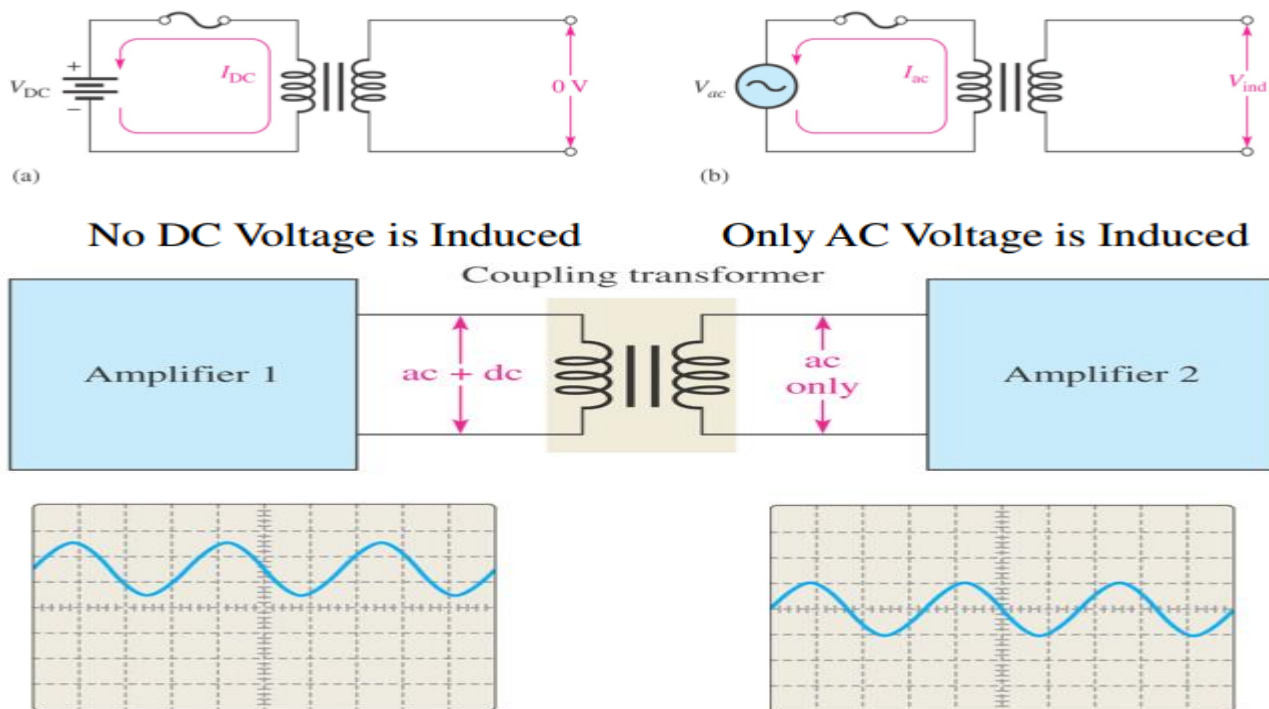 +
V_DC
−
I_DC
0 V
(a)
V_ac
I_ac
V_ind
(b)
No DC Voltage is Induced
Only AC Voltage is Induced
Coupling transformer
Amplifier 1
ac + dc
ac
only
Amplifier 2